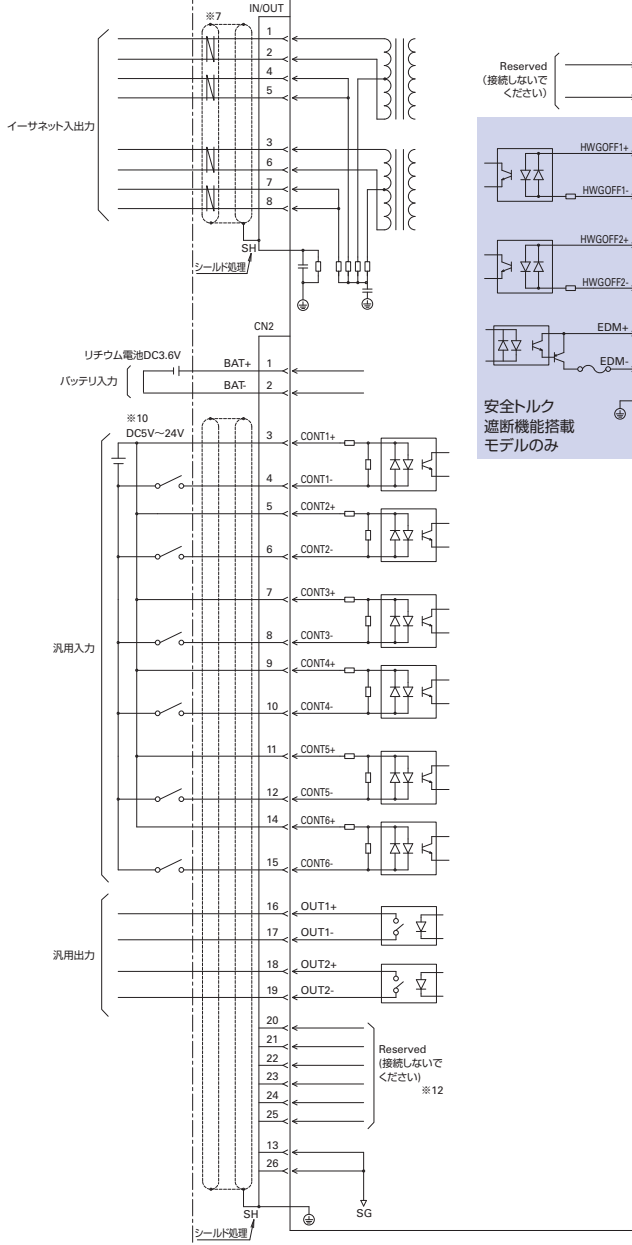 IN/OUT
※7
1
2
4
5
イーサネット入出力
3
6
7
8
SH
シールド処理
Reserved
(接続しないで
ください)
HWGOFF1+
HWGOFF1-
HWGOFF2+
HWGOFF2-
EDM+
EDM-
安全トルク
遮断機能搭載
モデルのみ
CN2
リチウム電池DC3.6V
バッテリ入力
BAT+ 1
BAT- 2
※10
DC5V～24V
3 CONT1+
4 CONT1-
5 CONT2+
6 CONT2-
7 CONT3+
汎用入力
8 CONT3-
9 CONT4+
10 CONT4-
11 CONT5+
12 CONT5-
14 CONT6+
15 CONT6-
16 OUT1+
17 OUT1-
汎用出力
18 OUT2+
19 OUT2-
20
21
22
23
24
25
Reserved
(接続しないで
ください)
※12
13
26
SG
SH
シールド処理